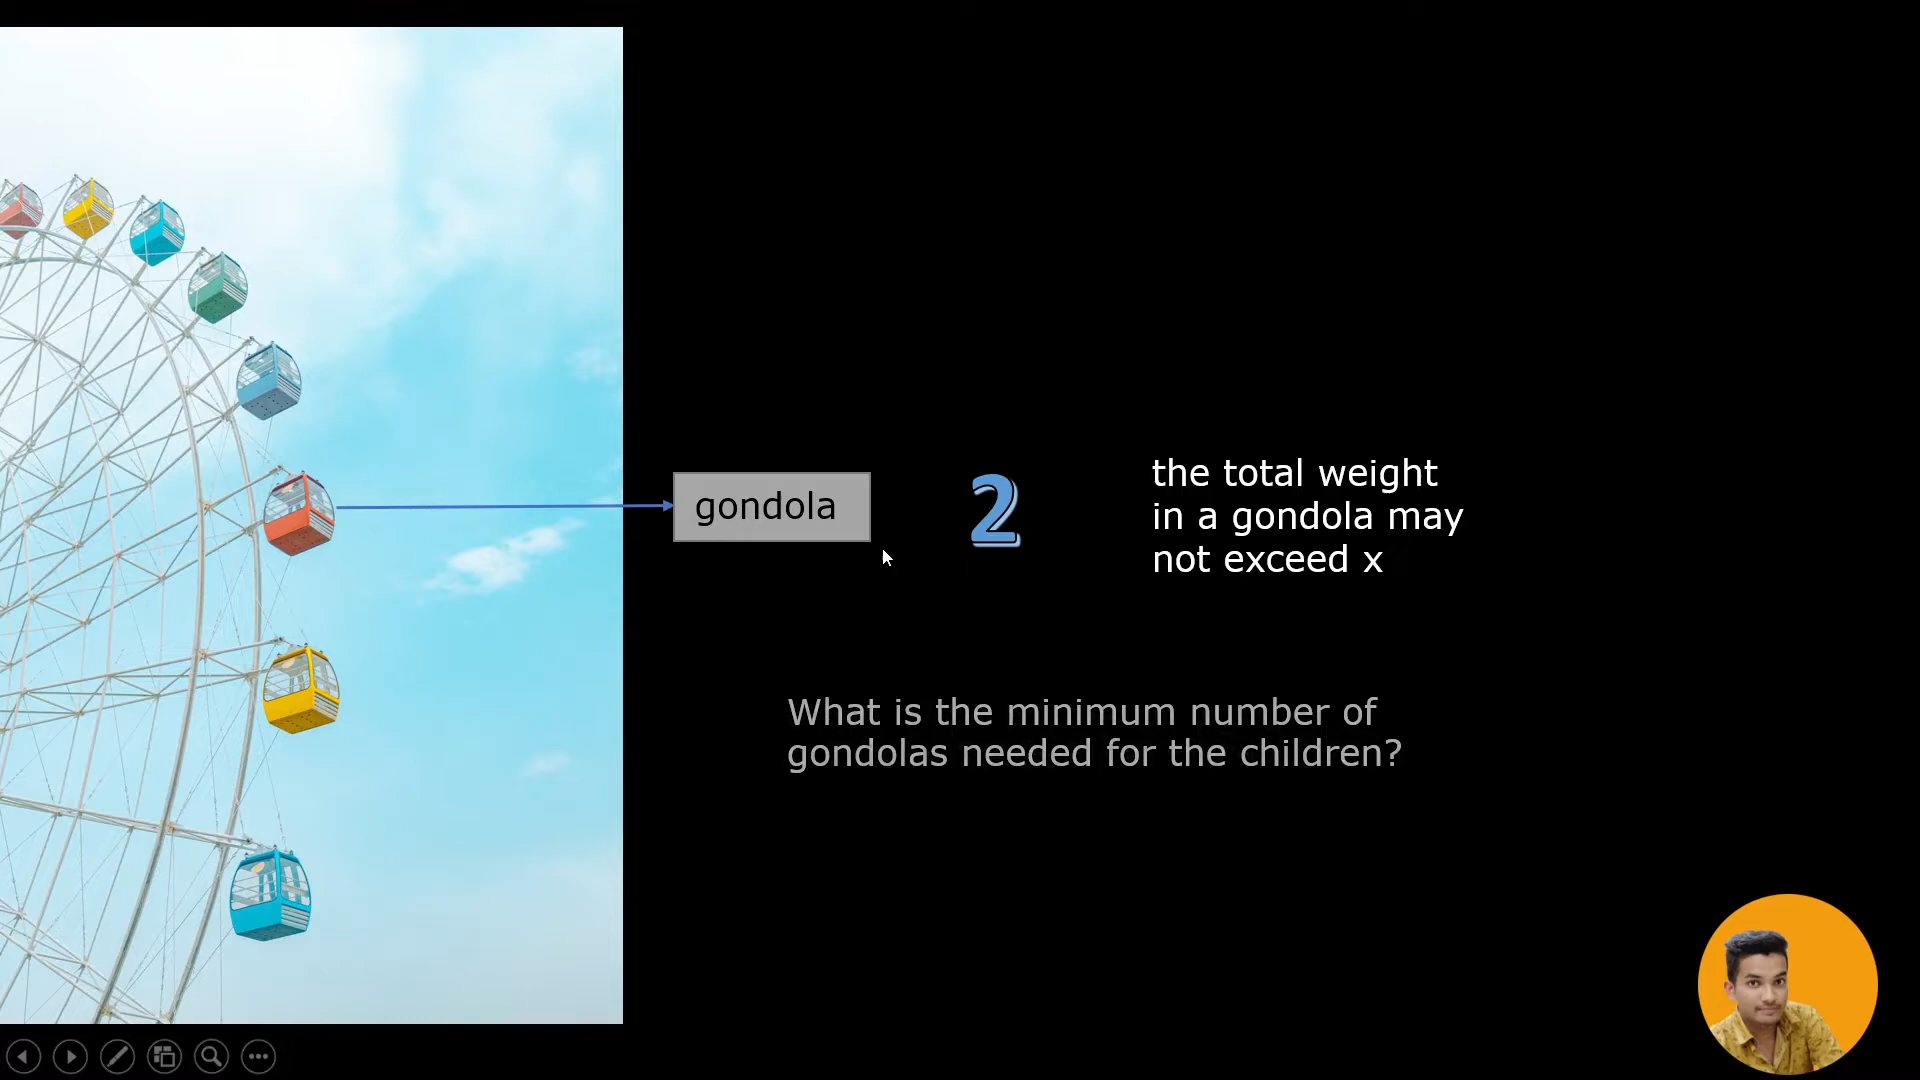 gondola
2
the total weight
in a gondola may
not exceed x
What is the minimum number of
gondolas needed for the children?